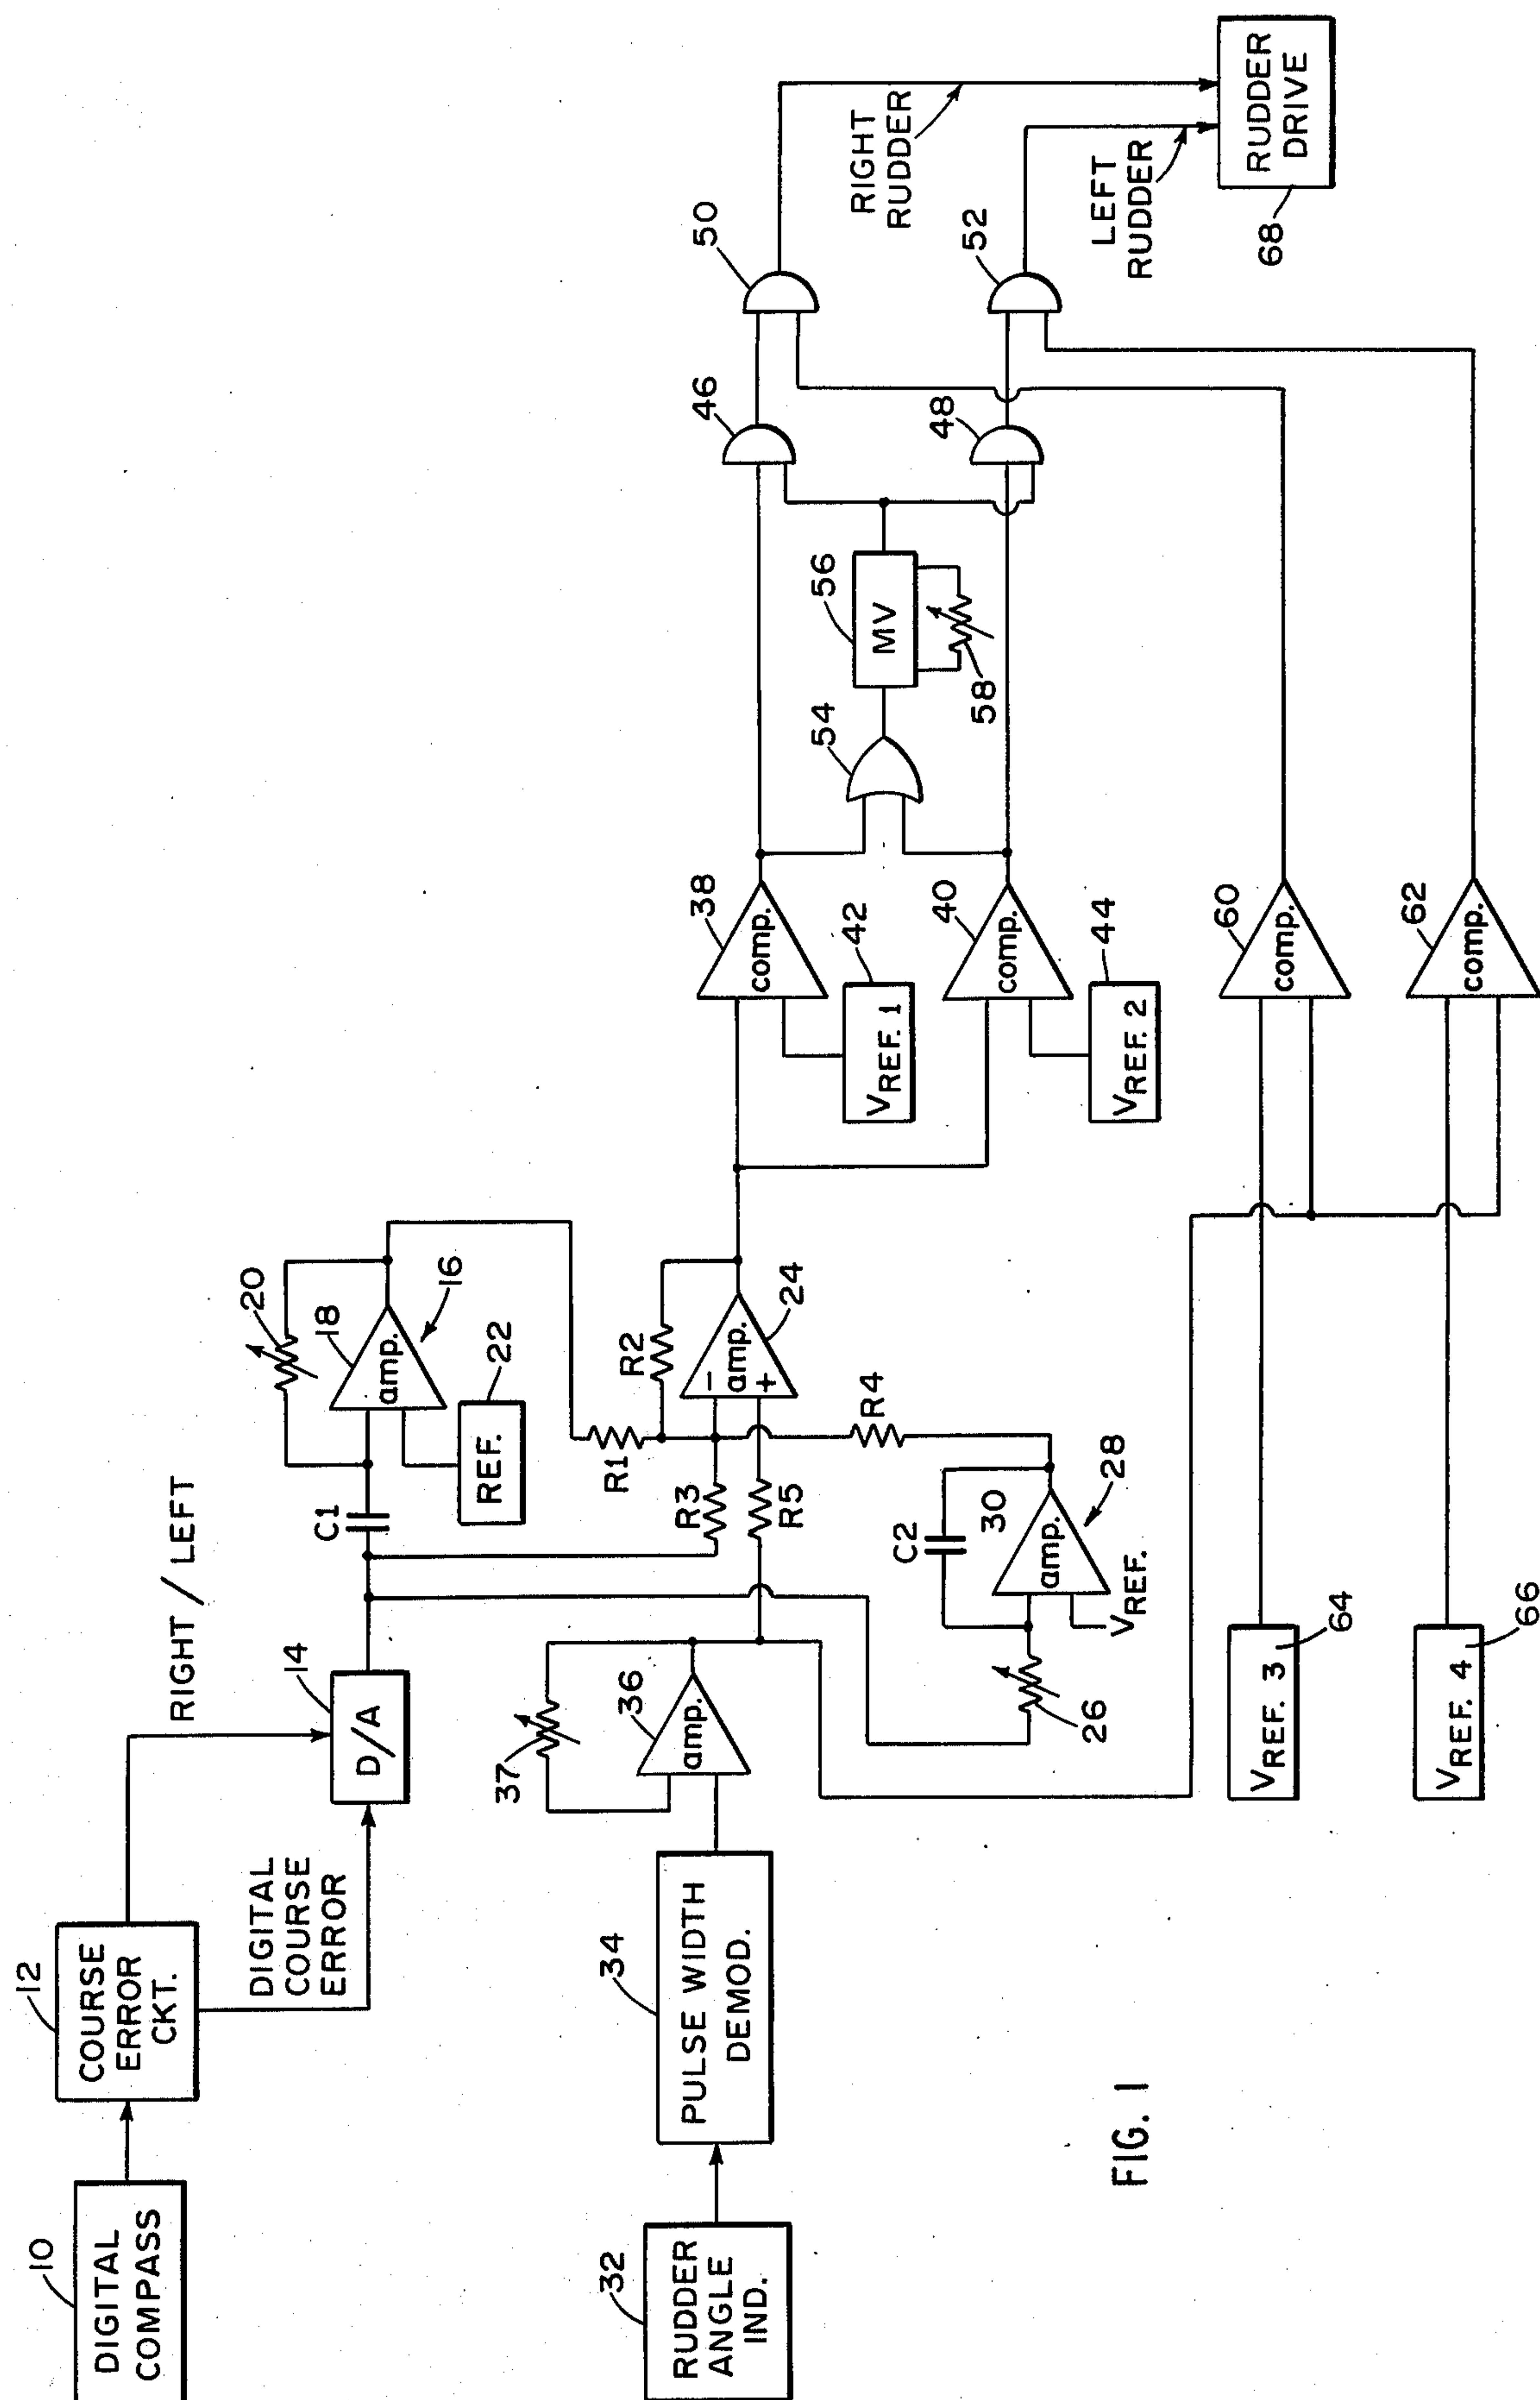 10
DIGITAL
COMPASS
12
COURSE
ERROR
CKT.
RIGHT / LEFT
DIGITAL
COURSE
ERROR
14
D/A
C1
20
18
amp.
16
REF.
22
32
RUDDER
ANGLE
IND.
34
PULSE WIDTH
DEMOD.
37
36
amp.
R1
R2
R3
R5
R4
-
amp.
+
24
26
C2
30
amp.
28
VREF.
38
comp.
VREF. 1
42
40
comp.
VREF. 2
44
54
MV
56
58
46
48
50
52
60
comp.
62
comp.
VREF. 3
64
VREF. 4
66
RIGHT
RUDDER
LEFT
RUDDER
RUDDER
DRIVE
68
FIG. 1